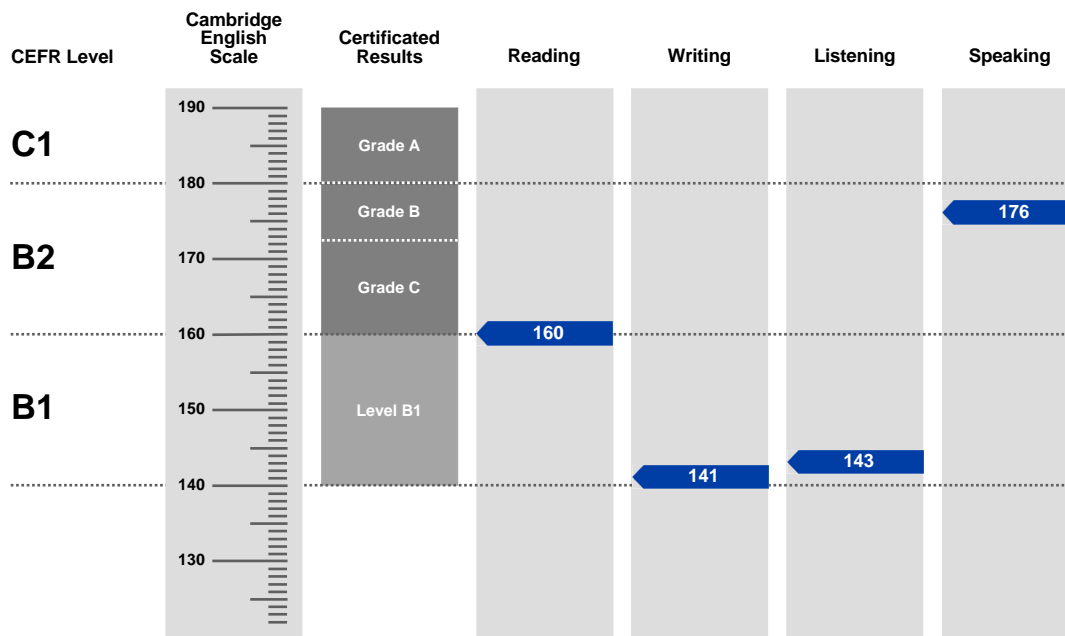 CEFR Level
Cambridge
English
Scale
Certificated
Results
Reading
Writing
Listening
Speaking
190
C1
Grade A
180
Grade B
176
B2
170
Grade C
160
160
B1
150
Level B1
143
141
140
130